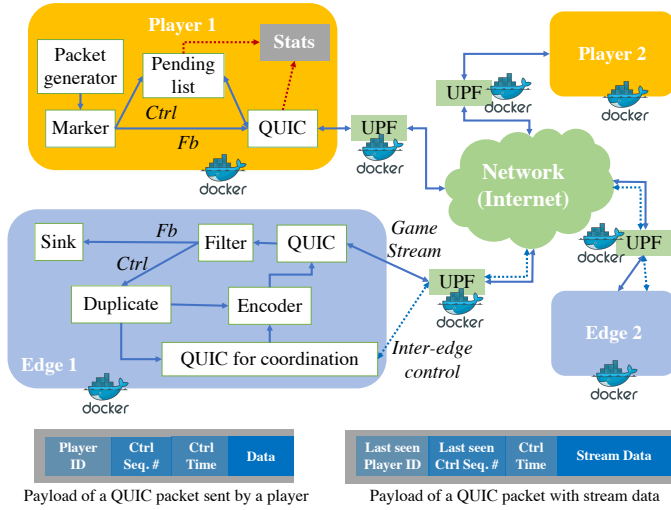 Player 1
Stats
Packet
generator
Pending
list
Player 2
Ctrl
UPF
docker
Marker
QUIC
UPF
Fb
docker
docker
Network
(Internet)
Sink
Fb
Filter
QUIC
Game
Stream
docker
UPF
Ctrl
UPF
docker
Duplicate
Encoder
Edge 2
Edge 1
QUIC for coordination
Inter-edge
control
docker
docker
Player
ID
Ctrl
Seq. #
Ctrl
Time
Data
Last seen
Player ID
Last seen
Ctrl Seq. #
Ctrl
Time
Stream Data
Payload of a QUIC packet sent by a player
Payload of a QUIC packet with stream data